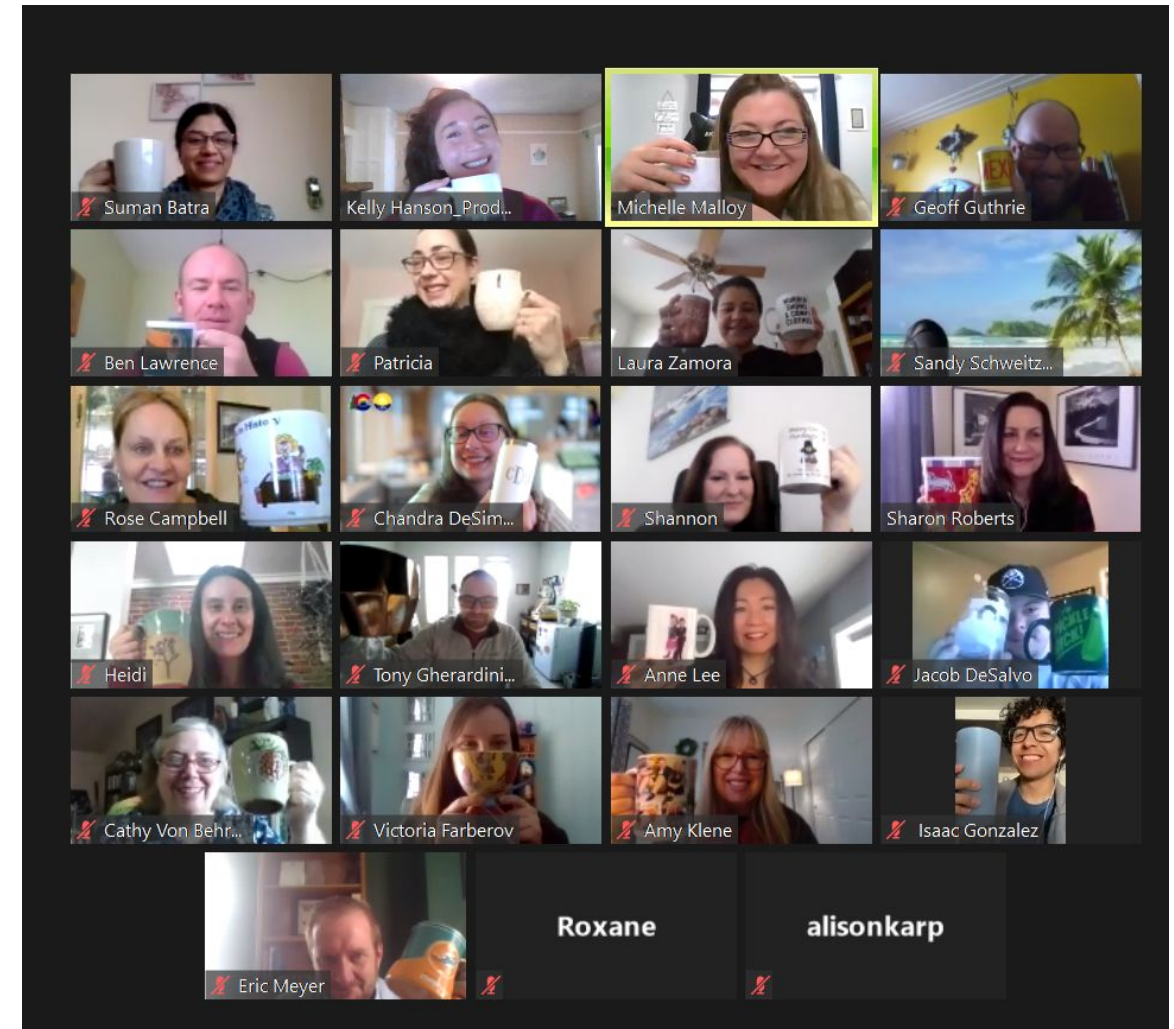 Suman Batra
Kelly Hanson_Prod...
Michelle Malloy
Geoff Guthrie
Ben Lawrence
Patricia
Laura Zamora
Sandy Schweitz...
Rose Campbell
Chandra DeSim...
Shannon
Sharon Roberts
Heidi
Tony Gherardini...
Anne Lee
Jacob DeSalvo
Cathy Von Behr...
Victoria Farberov
Amy Klene
Isaac Gonzalez
Eric Meyer
Roxane
alisonkarp